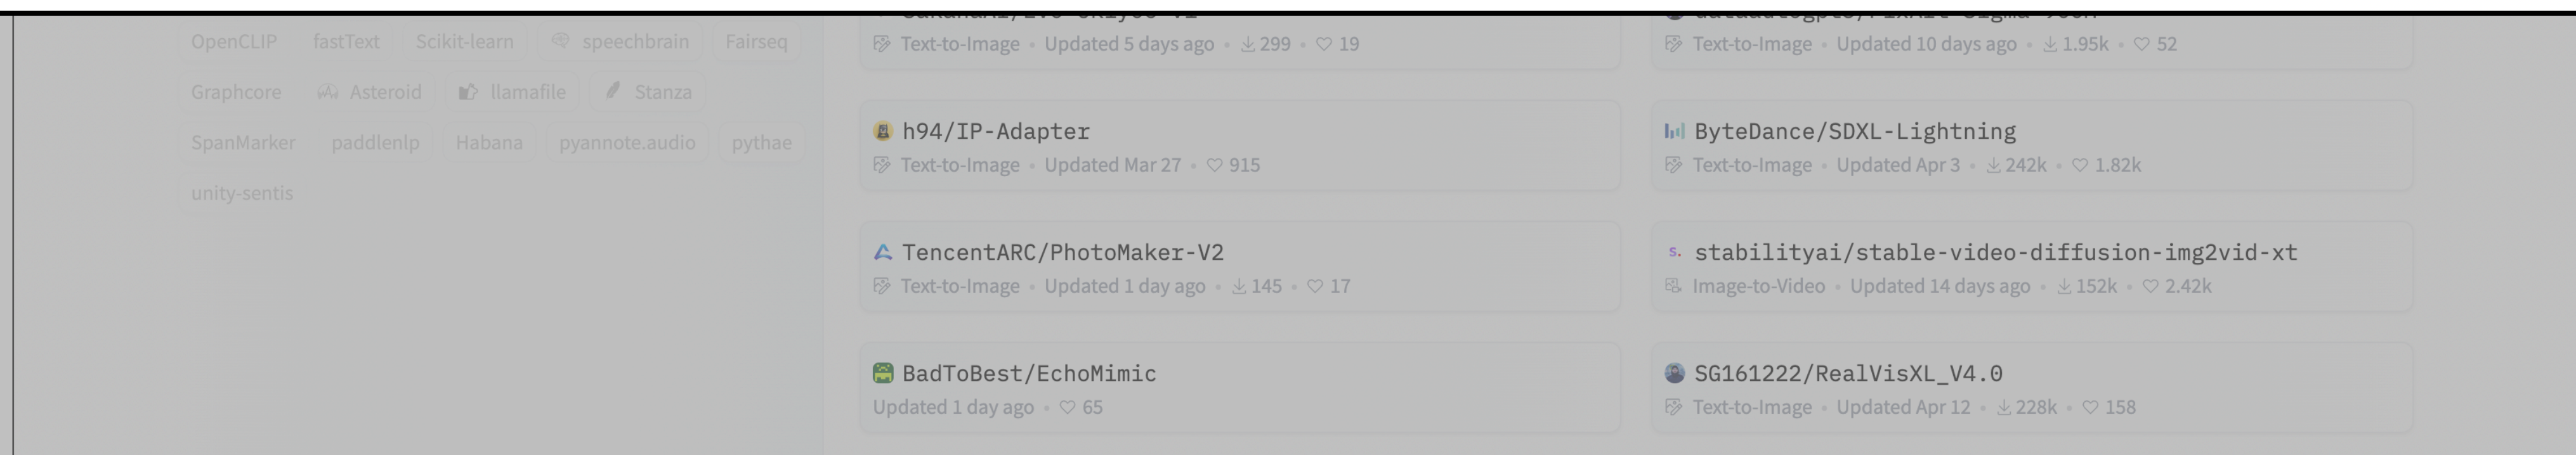 OpenCLIP fastText Scikit-learn speechbrain Fairseq
Graphcore Asteroid llamafile Stanza
SpanMarker paddlenlp Habana pyannote.audio pythae
unity-sentis
Text-to-Image • Updated 5 days ago • 299 • 19
Text-to-Image • Updated 10 days ago • 1.95k • 52
h94/IP-Adapter
Text-to-Image • Updated Mar 27 • 915
ByteDance/SDXL-Lightning
Text-to-Image • Updated Apr 3 • 242k • 1.82k
TencentARC/PhotoMaker-V2
Text-to-Image • Updated 1 day ago • 145 • 17
stabilityai/stable-video-diffusion-img2vid-xt
Image-to-Video • Updated 14 days ago • 152k • 2.42k
BadToBest/EchoMimic
Updated 1 day ago • 65
SG161222/RealVisXL_V4.0
Text-to-Image • Updated Apr 12 • 228k • 158